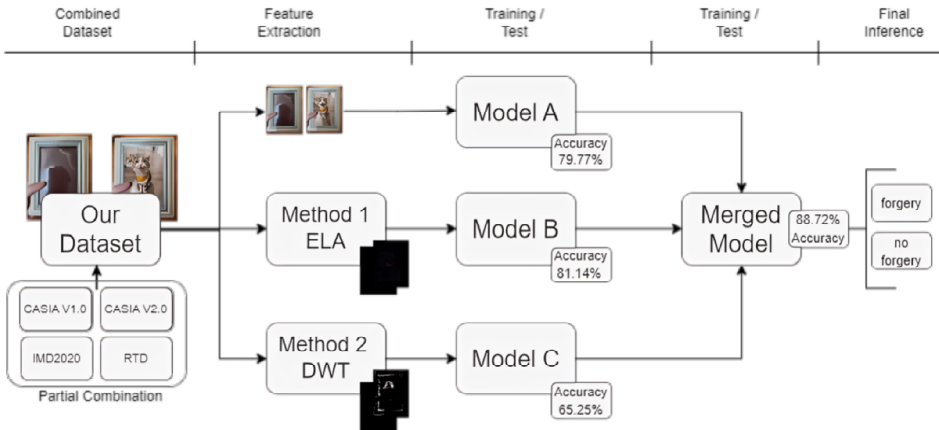 Combined
Dataset
Feature
Extraction
Training /
Test
Training /
Test
Final
Inference
Model A
Accuracy
79.77%
Our
Dataset
Method 1
ELA
Model B
Accuracy
81.14%
Merged
Model
88.72%
Accuracy
forgery
no
forgery
CASIA V1.0
CASIA V2.0
IMD2020
RTD
Partial Combination
Method 2
DWT
Model C
Accuracy
65.25%